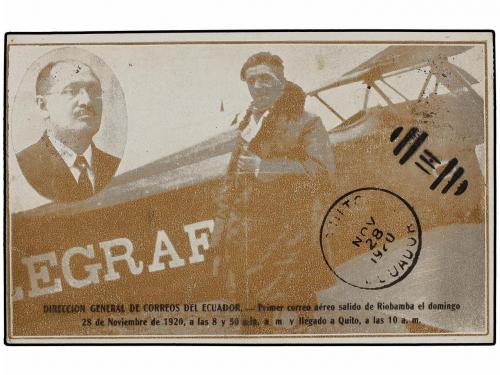 LEGRAF
IH
QUITO
NOV
28
1920
ECUADOR
DIRECCION GENERAL DE CORREOS DEL ECUADOR. — Primer correo aéreo salido de Riobamba el domingo
28 de Noviembre de 1920, a las 8 y 50 a. m. y llegado a Quito, a las 10 a. m.